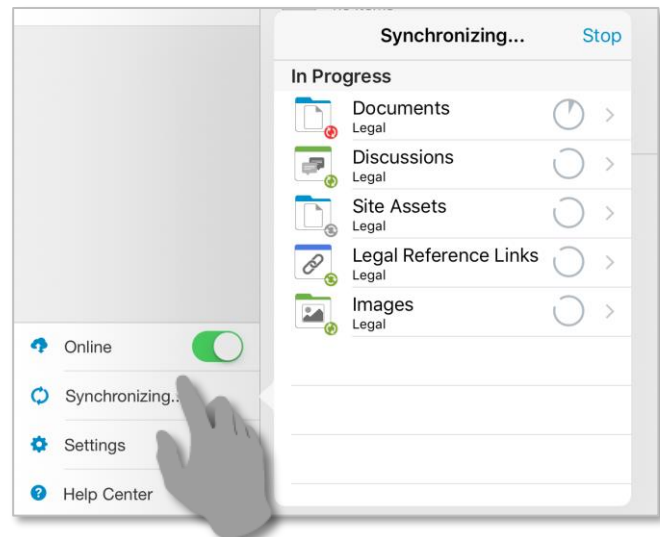 Synchronizing...
Stop
In Progress
Documents
Legal
Discussions
Legal
Site Assets
Legal
Legal Reference Links
Legal
Images
Legal
Online
Synchronizing..
Settings
Help Center